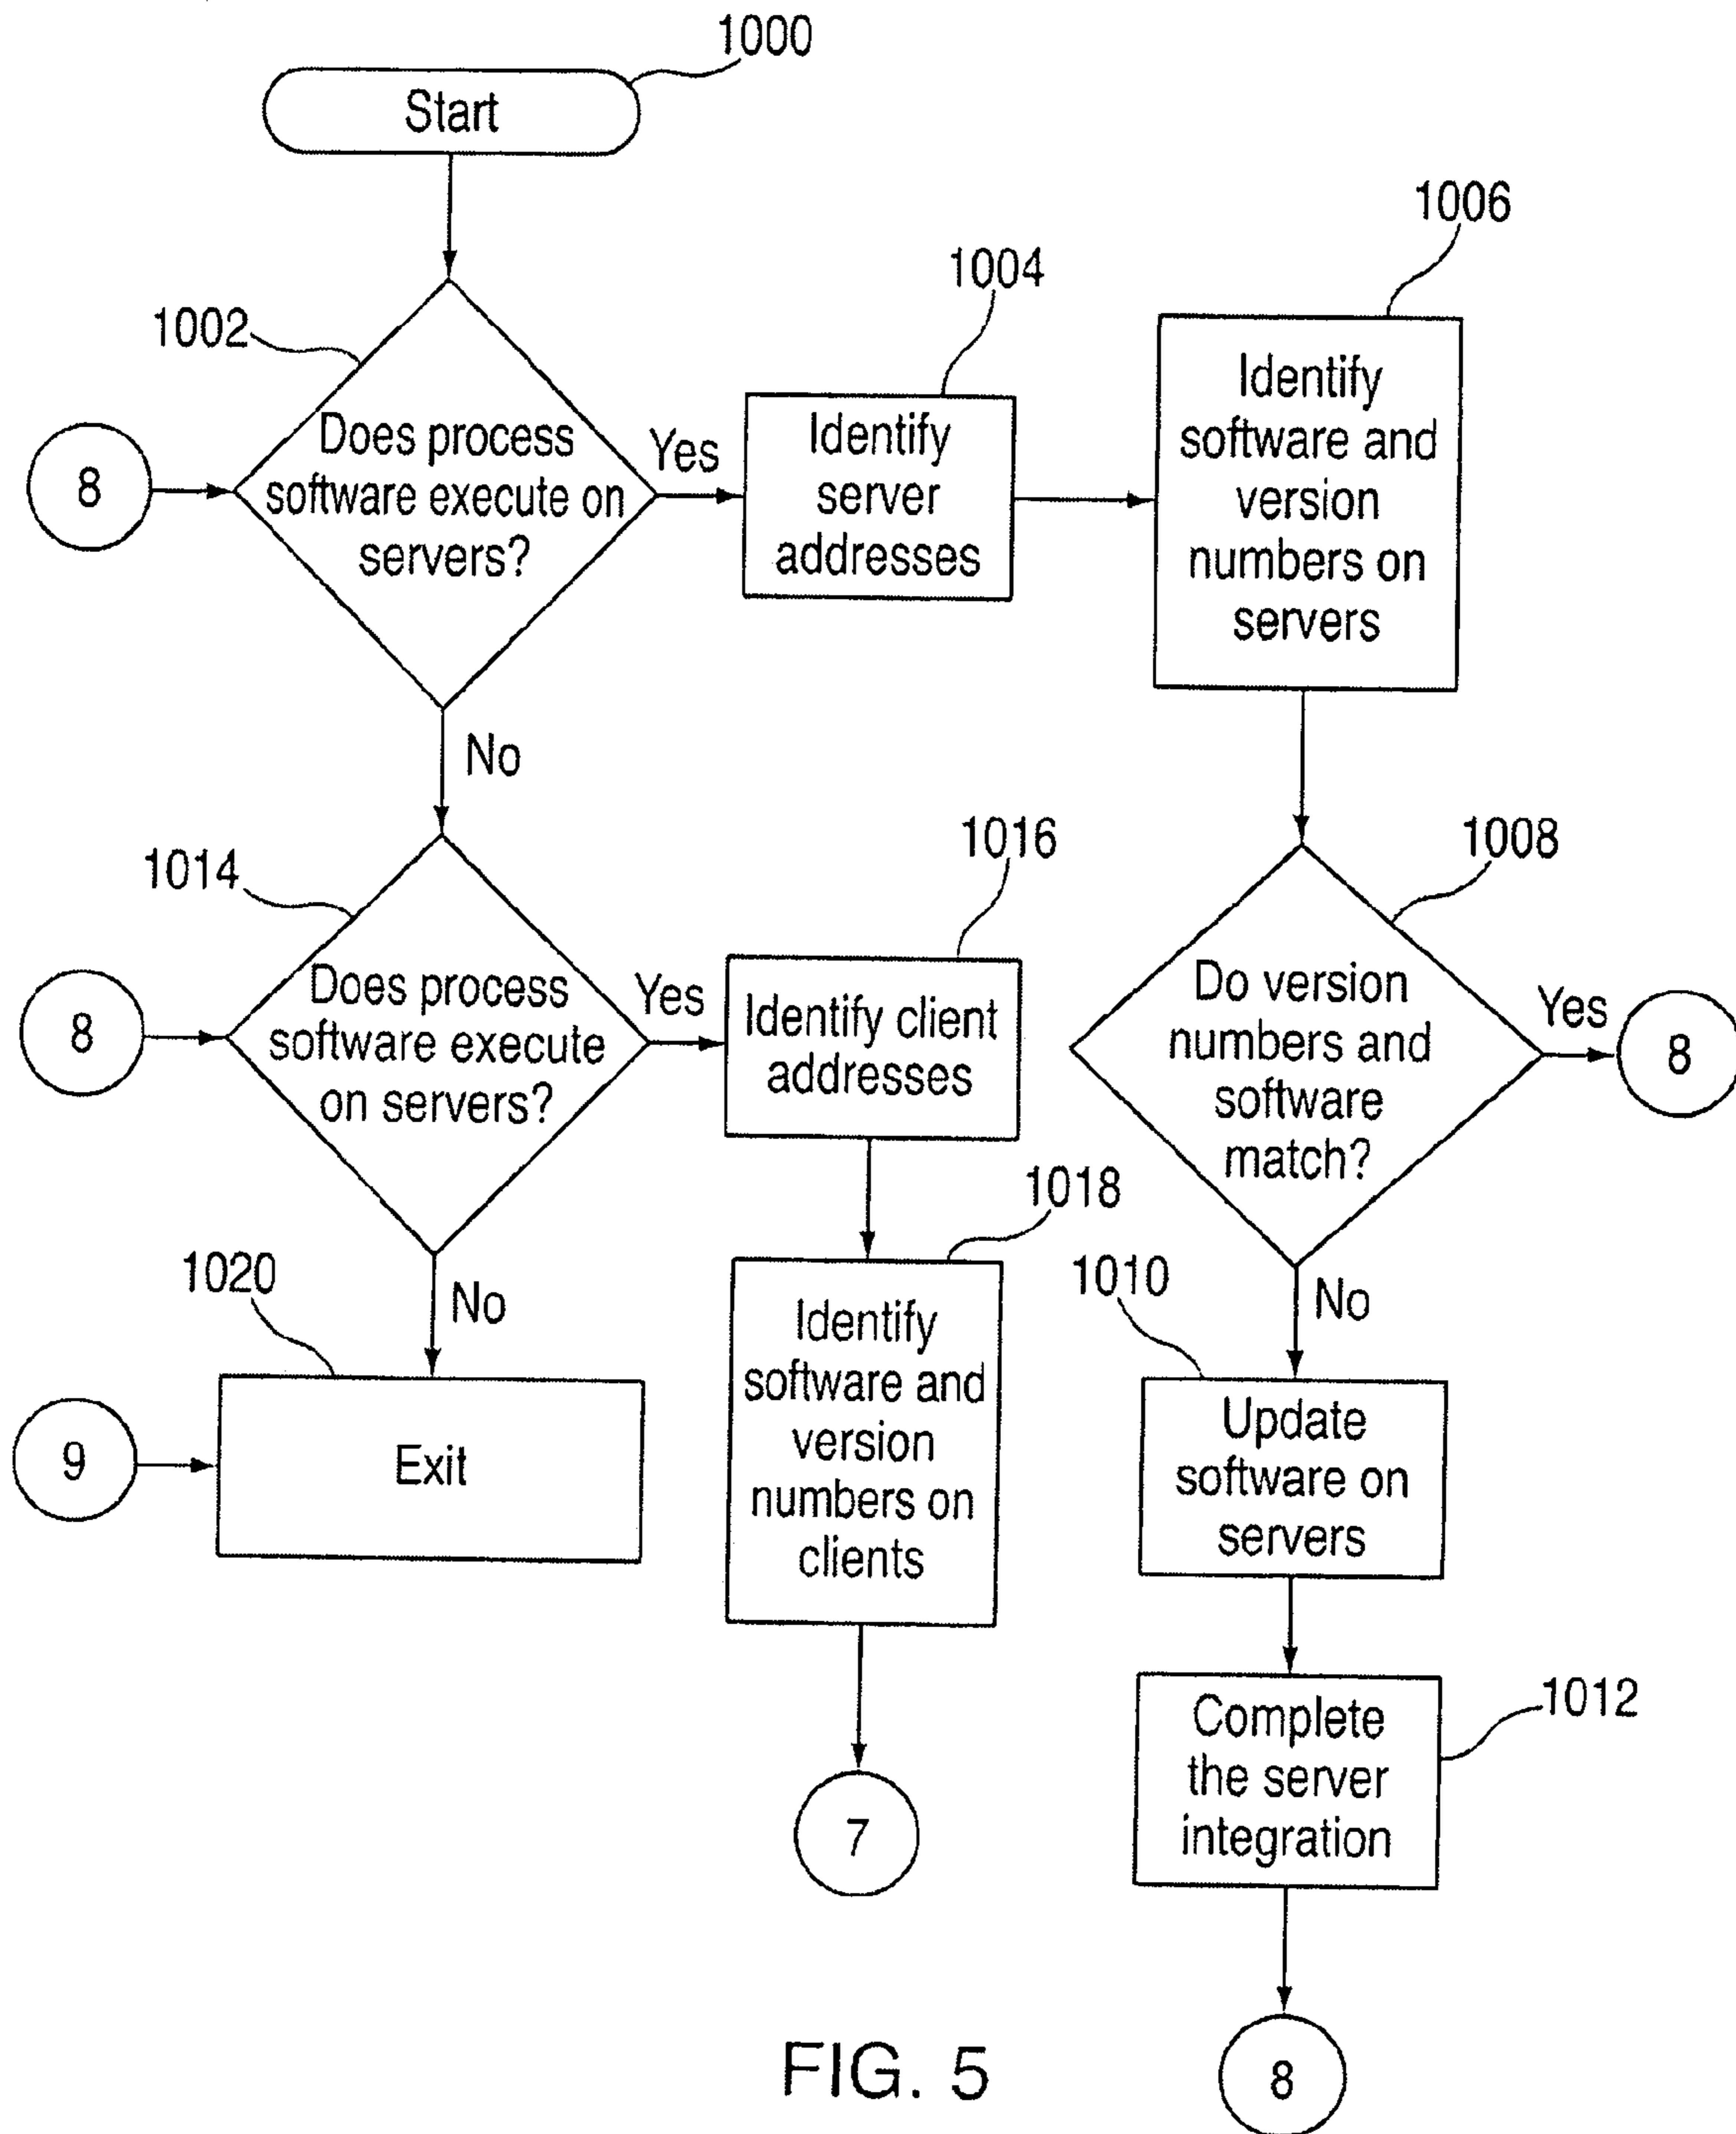 1000
Start
1006
1004
1002
Identify
software and
version
numbers on
servers
Does process
software execute on
servers?
8
Yes
Identify
server
addresses
No
1014
1016
1008
Does process
software execute
on servers?
8
Yes
Identify client
addresses
Do version
numbers and
software
match?
Yes
8
1018
1020
No
1010
No
Identify
software and
version
numbers on
clients
9
Exit
Update
software on
servers
1012
Complete
the server
integration
7
8
FIG. 5